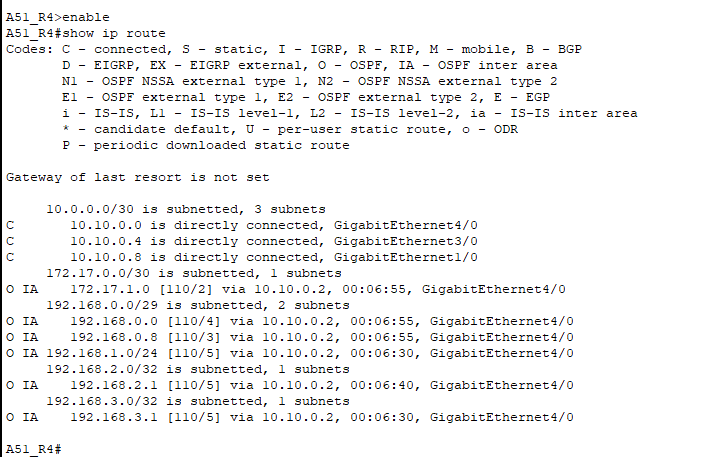 A51_R4>enable
A51_R4#show ip route
Codes: C - connected, S - static, I - IGRP, R - RIP, M - mobile, B - BGP
       D - EIGRP, EX - EIGRP external, O - OSPF, IA - OSPF inter area
       N1 - OSPF NSSA external type 1, N2 - OSPF NSSA external type 2
       E1 - OSPF external type 1, E2 - OSPF external type 2, E - EGP
       i - IS-IS, L1 - IS-IS level-1, L2 - IS-IS level-2, ia - IS-IS inter area
       * - candidate default, U - per-user static route, o - ODR
       P - periodic downloaded static route
Gateway of last resort is not set
     10.0.0.0/30 is subnetted, 3 subnets
C       10.10.0.0 is directly connected, GigabitEthernet4/0
C       10.10.0.4 is directly connected, GigabitEthernet3/0
C       10.10.0.8 is directly connected, GigabitEthernet1/0
     172.17.0.0/30 is subnetted, 1 subnets
O IA    172.17.1.0 [110/2] via 10.10.0.2, 00:06:55, GigabitEthernet4/0
     192.168.0.0/29 is subnetted, 2 subnets
O IA    192.168.0.0 [110/4] via 10.10.0.2, 00:06:55, GigabitEthernet4/0
O IA    192.168.0.8 [110/3] via 10.10.0.2, 00:06:55, GigabitEthernet4/0
O IA 192.168.1.0/24 [110/5] via 10.10.0.2, 00:06:30, GigabitEthernet4/0
     192.168.2.0/32 is subnetted, 1 subnets
O IA    192.168.2.1 [110/5] via 10.10.0.2, 00:06:40, GigabitEthernet4/0
     192.168.3.0/32 is subnetted, 1 subnets
O IA    192.168.3.1 [110/5] via 10.10.0.2, 00:06:30, GigabitEthernet4/0
A51_R4#